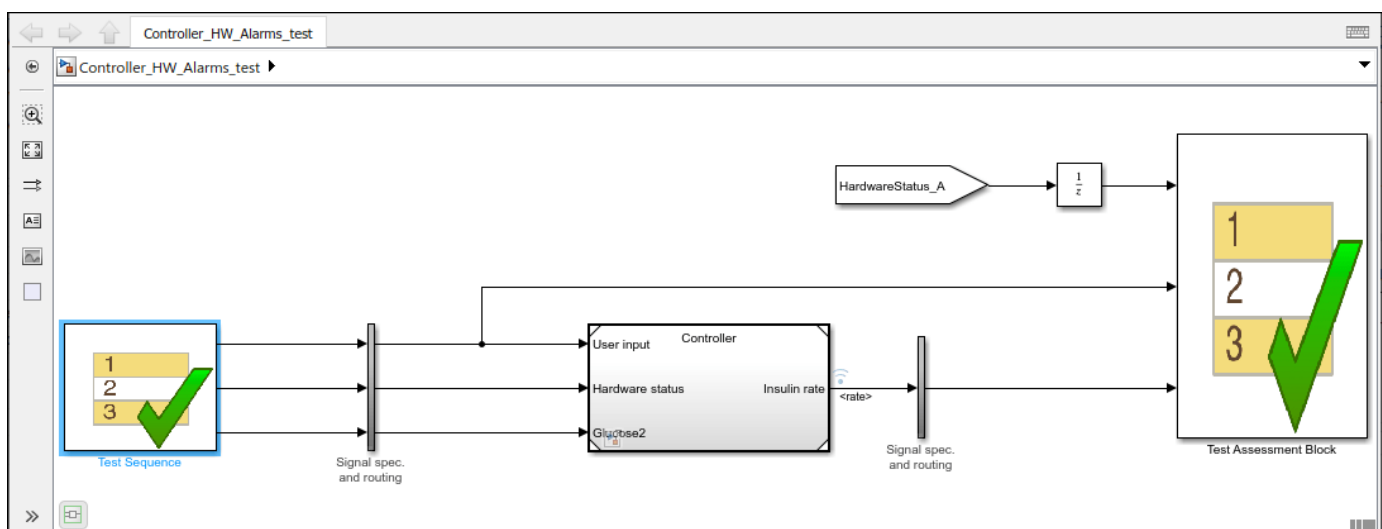 Controller_HW_Alarms_test
Controller_HW_Alarms_test
HardwareStatus_A
1
z
1
2
3
User input
Controller
Hardware status
Insulin rate
<rate>
Glucose2
1
2
3
Test Sequence
Signal spec.
and routing
Signal spec.
and routing
Test Assessment Block